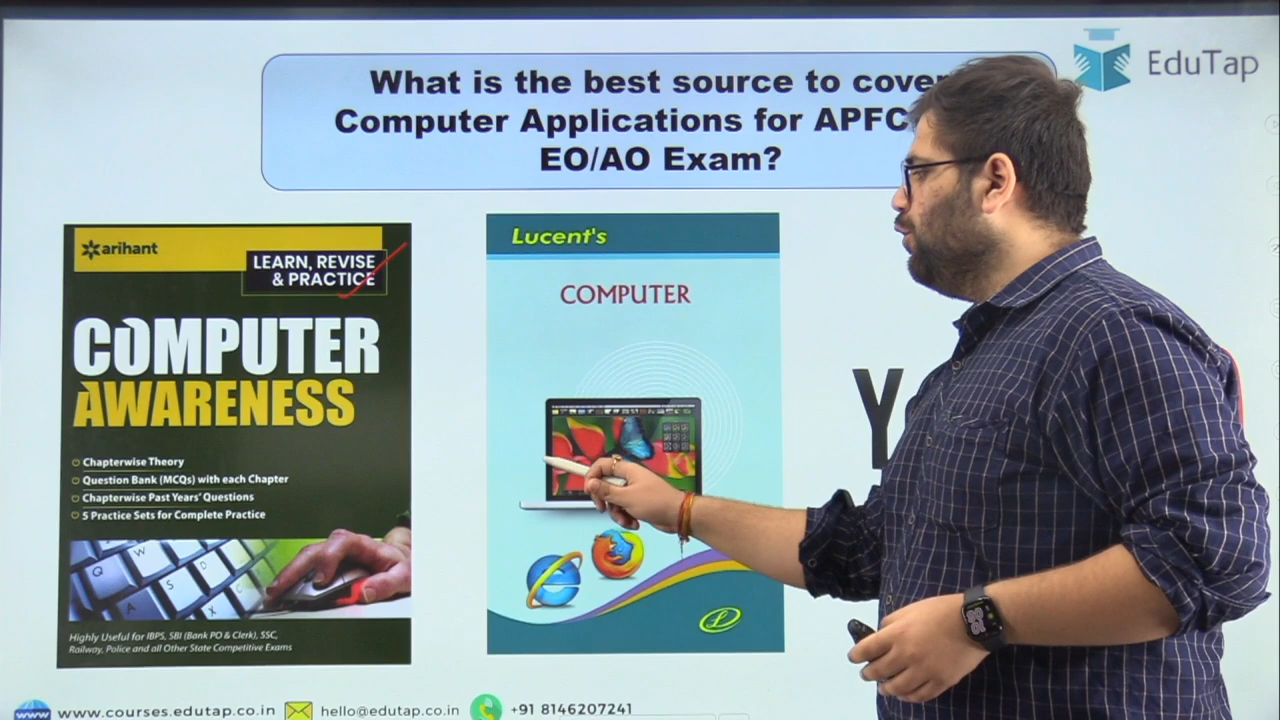 EduTap
What is the best source to cover
Computer Applications for APFC
EO/AO Exam?
arihant
LEARN, REVISE
& PRACTICE
COMPUTER
AWARENESS
Chapterwise Theory
Question Bank (MCQs) with each Chapter
Chapterwise Past Years' Questions
5 Practice Sets for Complete Practice
Q W
A S D
X C
Highly Useful for IBPS, SBI (Bank PO & Clerk), SSC,
Railway, Police and all Other State Competitive Exams
Lucent's
COMPUTER
Y
www.courses.edutap.co.in
hello@edutap.co.in
+91 8146207241